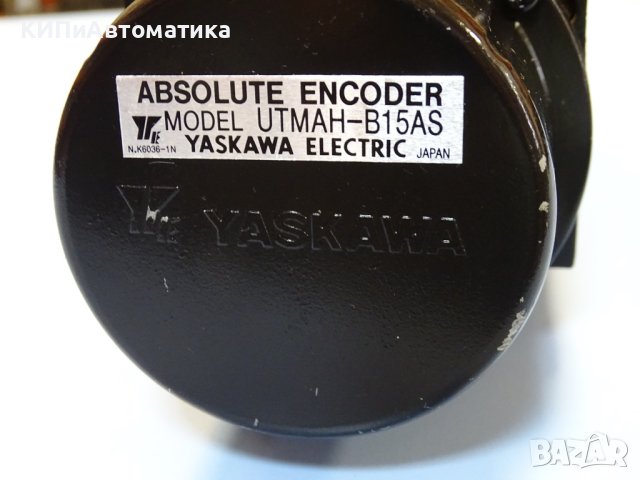 КИПиАвтоматика
ABSOLUTE ENCODER
MODEL UTMAH-B15AS
N.K6036-1N YASKAWA ELECTRIC JAPAN
YASKAWA
BAZAR